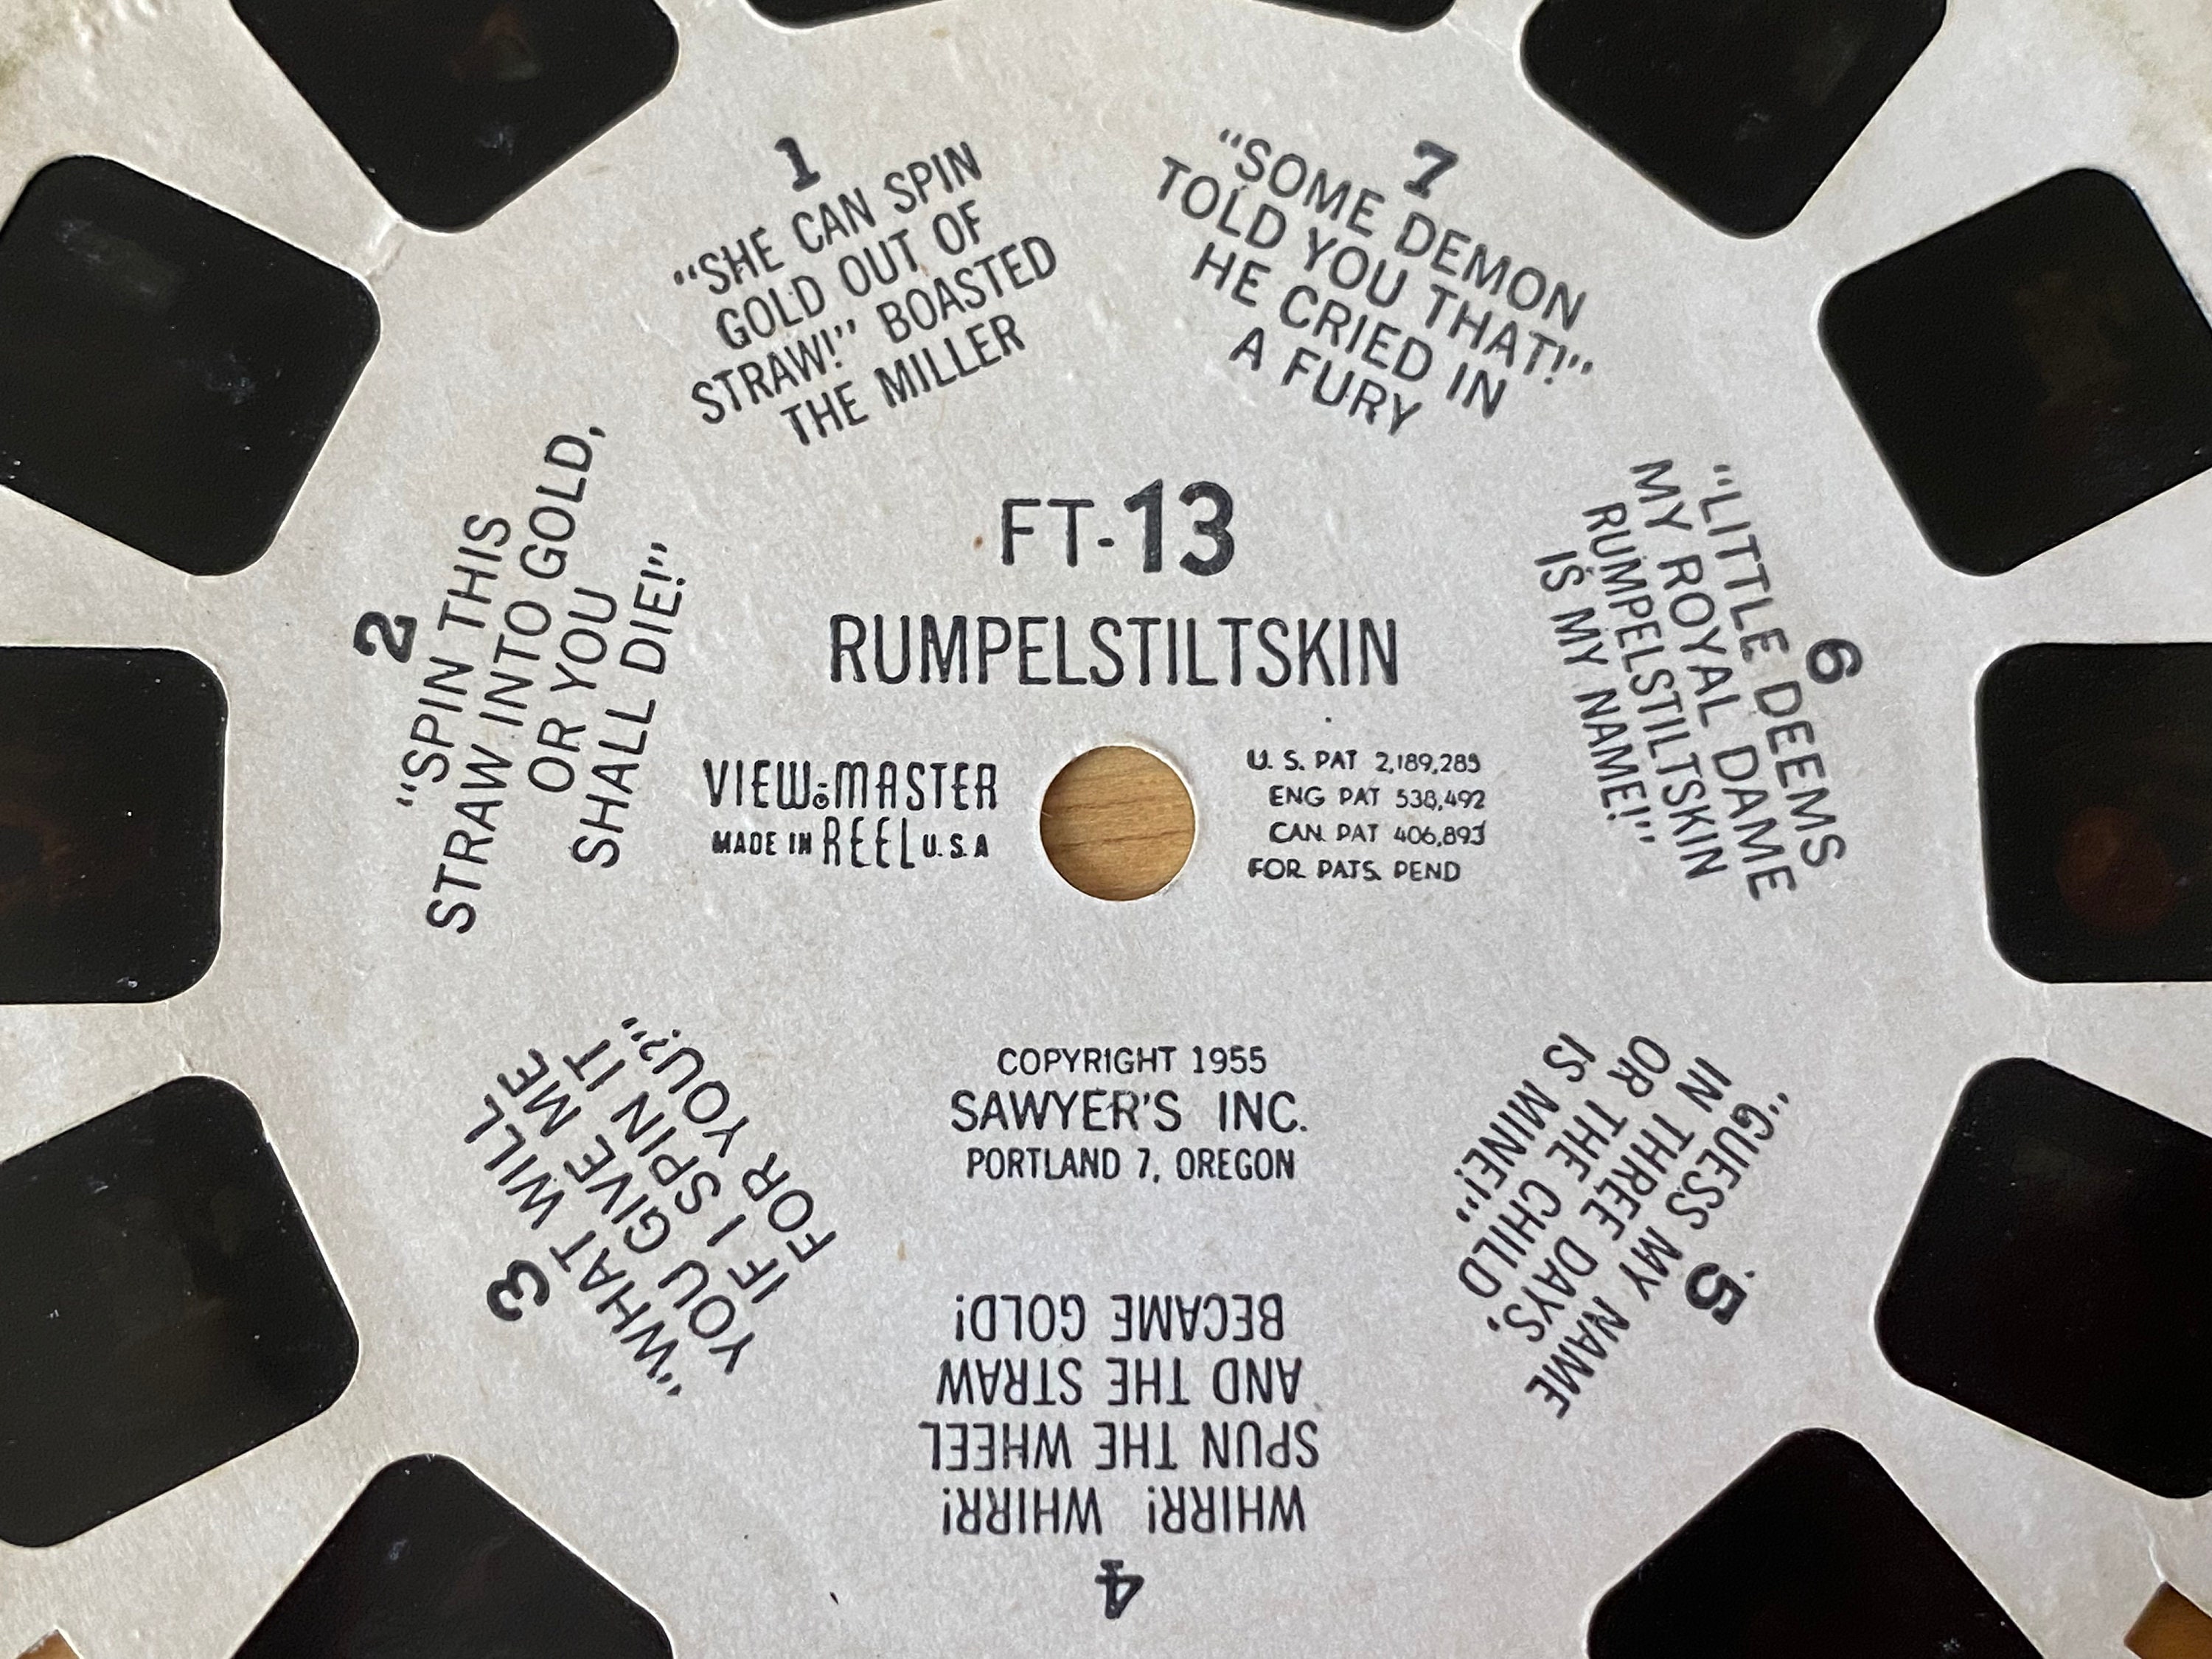 FT-13
RUMPELSTILTSKIN
VIEW-MASTER
MADE IN REEL U.S.A
U. S. PAT 2,189,285
ENG PAT 538,492
CAN. PAT 406,893
FOR. PATS. PEND
COPYRIGHT 1955
SAWYER'S INC.
PORTLAND 7, OREGON
1
"SHE CAN SPIN
GOLD OUT OF
STRAW!" BOASTED
THE MILLER
2
"SPIN THIS
STRAW INTO GOLD,
OR YOU
SHALL DIE!"
3
"WHAT WILL
YOU GIVE ME
IF I SPIN IT
FOR YOU?"
4
WHIRR! WHIRR!
SPUN THE WHEEL
AND THE STRAW
BECAME GOLD!
5
"GUESS MY NAME
IN THREE DAYS,
OR THE CHILD
IS MINE!"
6
"LITTLE DEEMS
MY ROYAL DAME
RUMPELSTILTSKIN
IS MY NAME!"
7
"SOME DEMON
TOLD YOU THAT!"
HE CRIED IN
A FURY